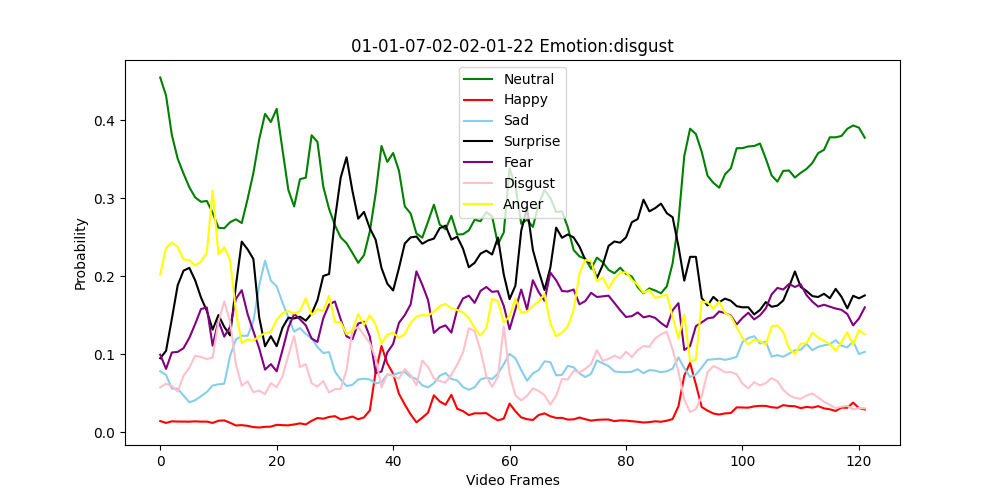 01-01-07-02-02-01-22 Emotion:disgust
Probability
0.4
0.3
0.2
0.1
0.0
Neutral
Happy
Sad
Surprise
Fear
Disgust
Anger
0 20 40 60 80 100 120
Video Frames